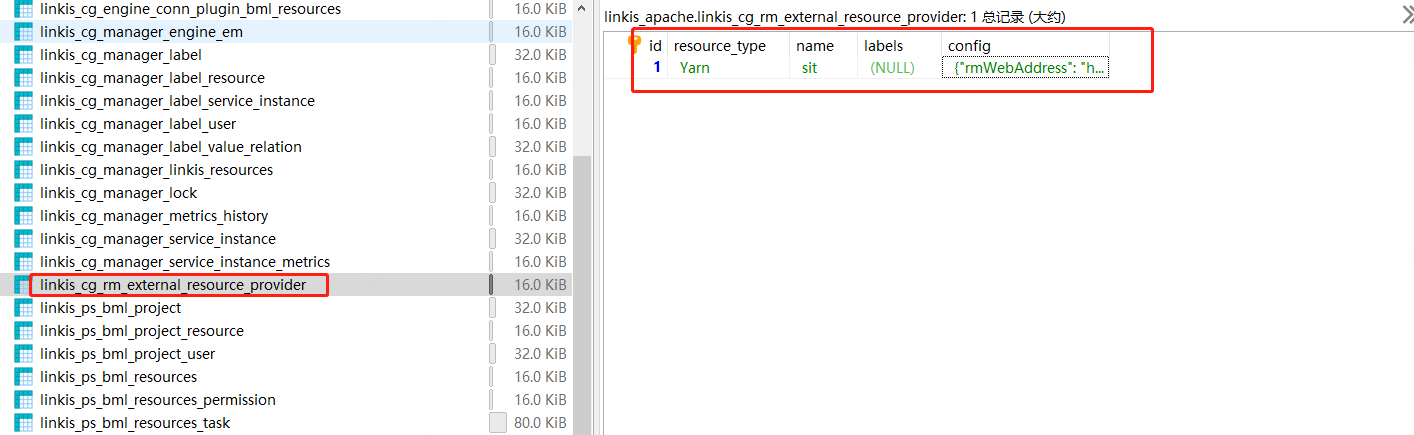 linkis_cg_engine_conn_plugin_bml_resources 16.0 KiB
linkis_cg_manager_engine_em 16.0 KiB
linkis_cg_manager_label 32.0 KiB
linkis_cg_manager_label_resource 16.0 KiB
linkis_cg_manager_label_service_instance 16.0 KiB
linkis_cg_manager_label_user 16.0 KiB
linkis_cg_manager_label_value_relation 32.0 KiB
linkis_cg_manager_linkis_resources 16.0 KiB
linkis_cg_manager_lock 32.0 KiB
linkis_cg_manager_metrics_history 16.0 KiB
linkis_cg_manager_service_instance 32.0 KiB
linkis_cg_manager_service_instance_metrics 16.0 KiB
linkis_cg_rm_external_resource_provider 16.0 KiB
linkis_ps_bml_project 32.0 KiB
linkis_ps_bml_project_resource 16.0 KiB
linkis_ps_bml_project_user 32.0 KiB
linkis_ps_bml_resources 16.0 KiB
linkis_ps_bml_resources_permission 16.0 KiB
linkis_ps_bml_resources_task 80.0 KiB
linkis_apache.linkis_cg_rm_external_resource_provider: 1 总记录 (大约)
id resource_type name labels config
1 Yarn sit (NULL) {"rmWebAddress": "h...